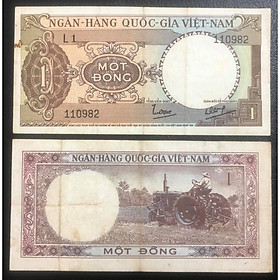 NGÂN-HÀNG QUỐC-GIA VIỆT-NAM
L 1
110982
1
MỘT
ĐỒNG
110982
1
NGÂN-HÀNG QUỐC-GIA VIỆT-NAM
1
MỘT ĐỒNG